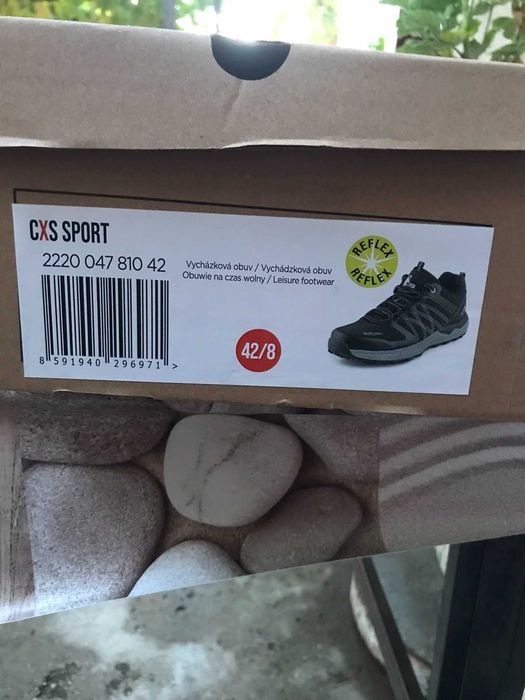 CXS SPORT
2220 047 810 42
Vycházková obuv / Vychádzková obuv
Obuwie na czas wolny / Leisure footwear
REFLEX
REFLEX
42/8
8 591940 296971 >